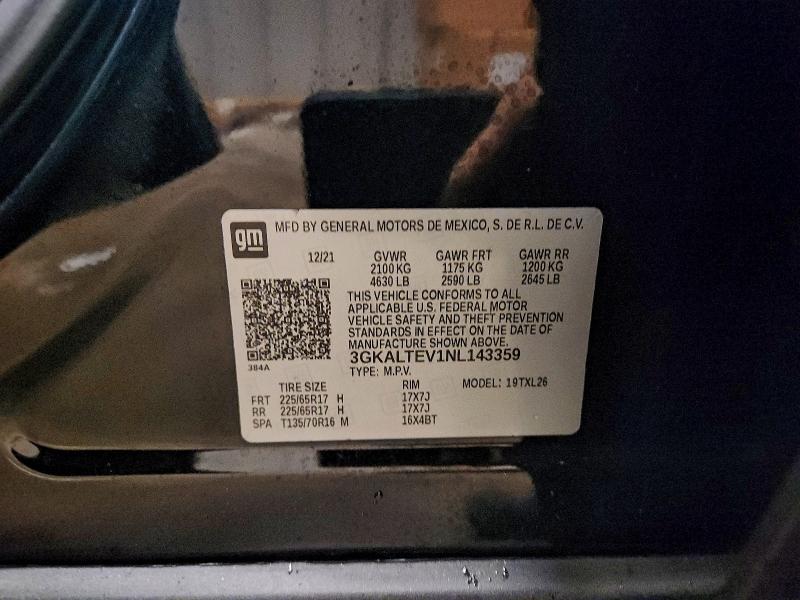 gm MFD BY GENERAL MOTORS DE MEXICO, S. DE R.L. DE C.V.
12/21 GVWR GAWR FRT GAWR RR
2100 KG 1175 KG 1200 KG
4630 LB 2590 LB 2645 LB
THIS VEHICLE CONFORMS TO ALL
APPLICABLE U.S. FEDERAL MOTOR
VEHICLE SAFETY AND THEFT PREVENTION
STANDARDS IN EFFECT ON THE DATE OF
MANUFACTURE SHOWN ABOVE.
3GKALTEV1NL143359
384A
TYPE: M.P.V.
TIRE SIZE RIM MODEL: 19TXL26
FRT 225/65R17 H 17X7J
RR 225/65R17 H 17X7J
SPA T135/70R16 M 16X4BT